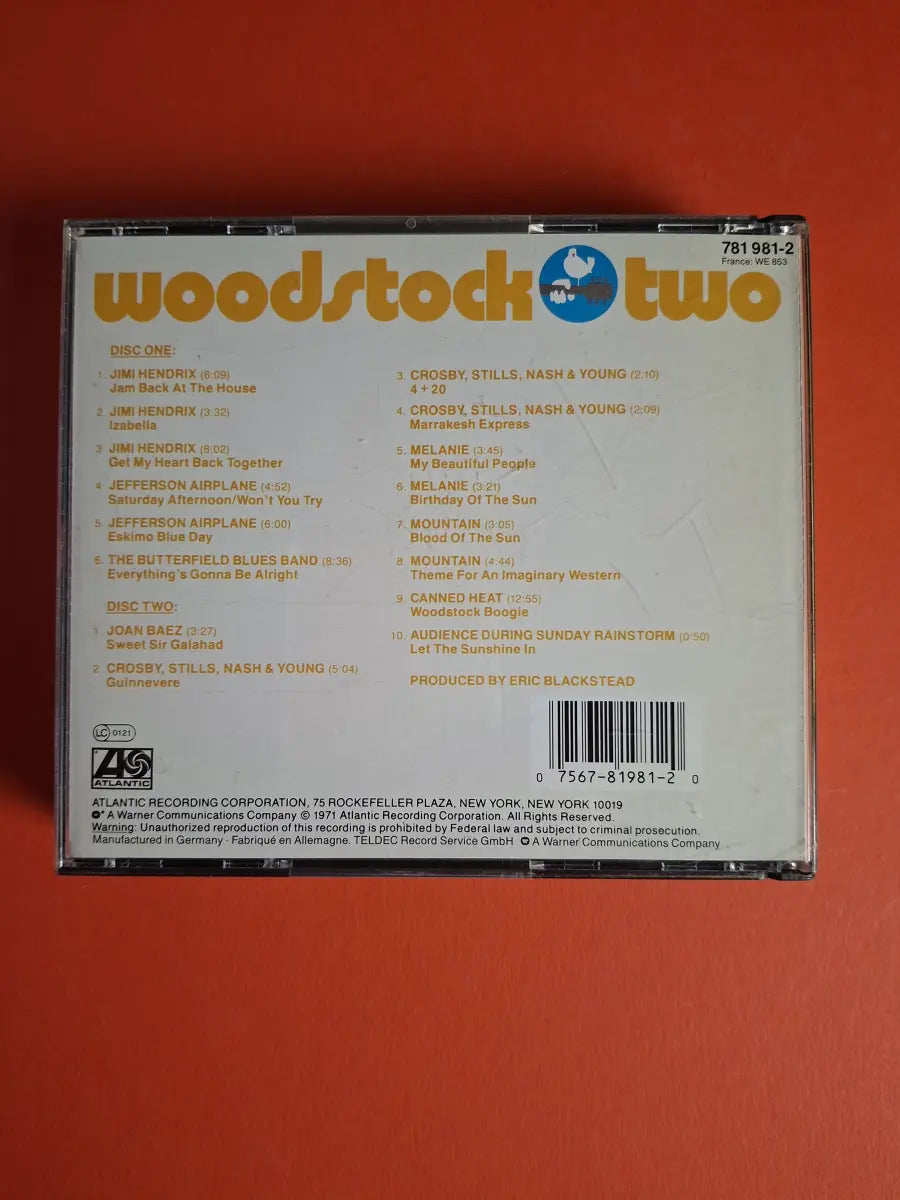 781 981-2
France: WE 853
woodstock two
DISC ONE:
1. JIMI HENDRIX (6:09)
Jam Back At The House
2. JIMI HENDRIX (3:32)
Izabella
3 JIMI HENDRIX (8:02)
Get My Heart Back Together
4 JEFFERSON AIRPLANE (4:52)
Saturday Afternoon/Won't You Try
5 JEFFERSON AIRPLANE (6:00)
Eskimo Blue Day
6. THE BUTTERFIELD BLUES BAND (8:36)
Everything's Gonna Be Alright
DISC TWO:
1 JOAN BAEZ (3:27)
Sweet Sir Galahad
2 CROSBY, STILLS, NASH & YOUNG (5:04)
Guinnevere
3. CROSBY, STILLS, NASH & YOUNG (2:10)
4 + 20
4. CROSBY, STILLS, NASH & YOUNG (2:09)
Marrakesh Express
5. MELANIE (3:45)
My Beautiful People
6. MELANIE (3:21)
Birthday Of The Sun
7. MOUNTAIN (3:05)
Blood Of The Sun
8 MOUNTAIN (4:44)
Theme For An Imaginary Western
9. CANNED HEAT (12:55)
Woodstock Boogie
10. AUDIENCE DURING SUNDAY RAINSTORM (0:50)
Let The Sunshine In
PRODUCED BY ERIC BLACKSTEAD
LC 0121
ATLANTIC
0 7567-81981-2 0
ATLANTIC RECORDING CORPORATION, 75 ROCKEFELLER PLAZA, NEW YORK, NEW YORK 10019
® A Warner Communications Company © 1971 Atlantic Recording Corporation. All Rights Reserved.
Warning: Unauthorized reproduction of this recording is prohibited by Federal law and subject to criminal prosecution.
Manufactured in Germany · Fabriqué en Allemagne. TELDEC Record Service GmbH A Warner Communications Company